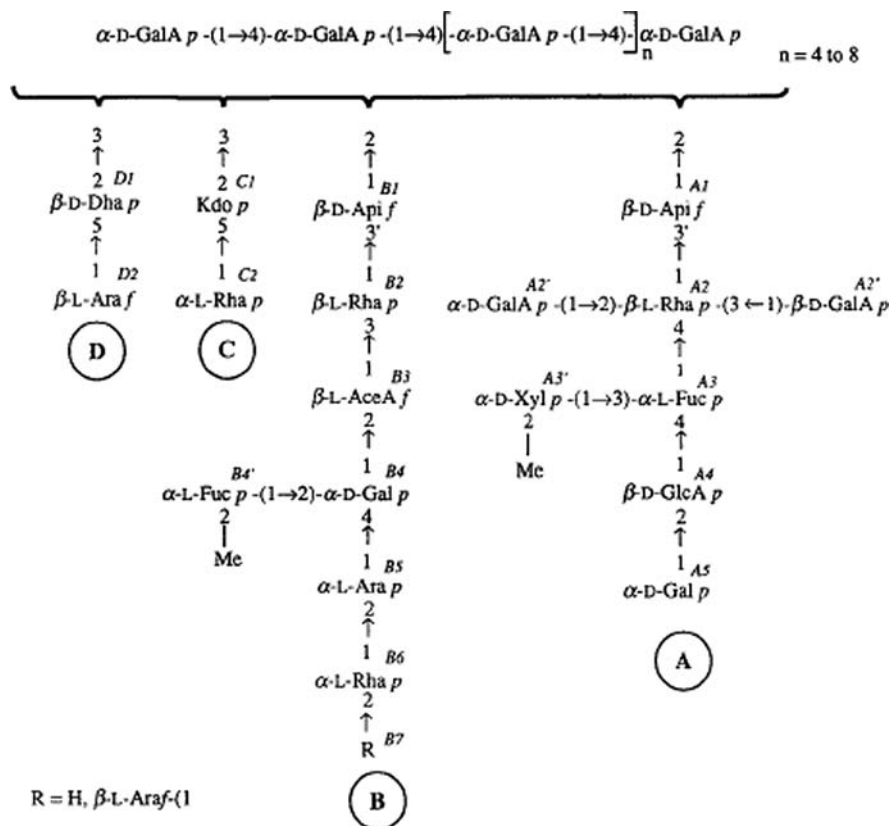 α-D-GalA p -(1→4)-α-D-GalA p -(1→4)[-α-D-GalA p -(1→4)-]n α-D-GalA p
n = 4 to 8
3 3 2 2
↑ ↑ ↑ ↑
2 D1 2 C1 1 B1 1 A1
β-D-Dha p Kdo p β-D-Api f β-D-Api f
5 5 3' 3'
↑ ↑ ↑ ↑
1 D2 1 C2 1 B2 A2' 1 A2 A2''
β-L-Ara f α-L-Rha p β-L-Rha p α-D-GalA p -(1→2)-β-L-Rha p -(3 ←1)-β-D-GalA p
D C 3 4
↑ ↑
1 B3 A3' 1 A3
β-L-AceA f α-D-Xyl p -(1→3)-α-L-Fuc p
2 2 4
↑ | ↑
B4' 1 B4 Me 1 A4
α-L-Fuc p -(1→2)-α-D-Gal p β-D-GlcA p
2 4 2
| ↑ ↑
Me 1 B5 1 A5
α-L-Ara p α-D-Gal p
2
↑ A
1 B6
α-L-Rha p
2
↑
R B7
R = H, β-L-Araf-(1 B